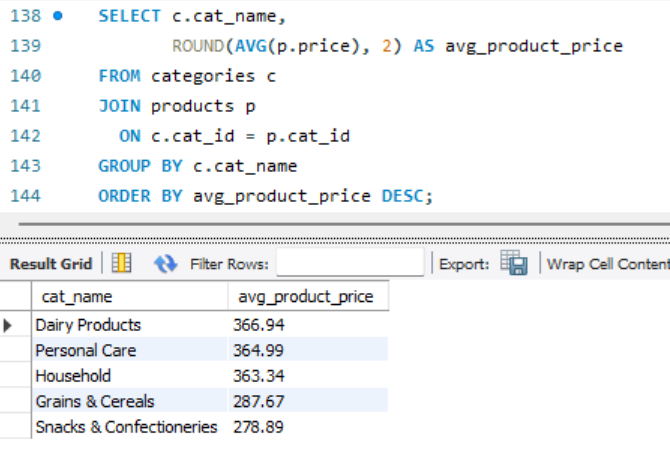 138 SELECT c.cat_name,
139 ROUND(AVG(p.price), 2) AS avg_product_price
140 FROM categories c
141 JOIN products p
142 ON c.cat_id = p.cat_id
143 GROUP BY c.cat_name
144 ORDER BY avg_product_price DESC;
Result Grid Filter Rows: Export: Wrap Cell Content
cat_name avg_product_price
Dairy Products 366.94
Personal Care 364.99
Household 363.34
Grains & Cereals 287.67
Snacks & Confectioneries 278.89